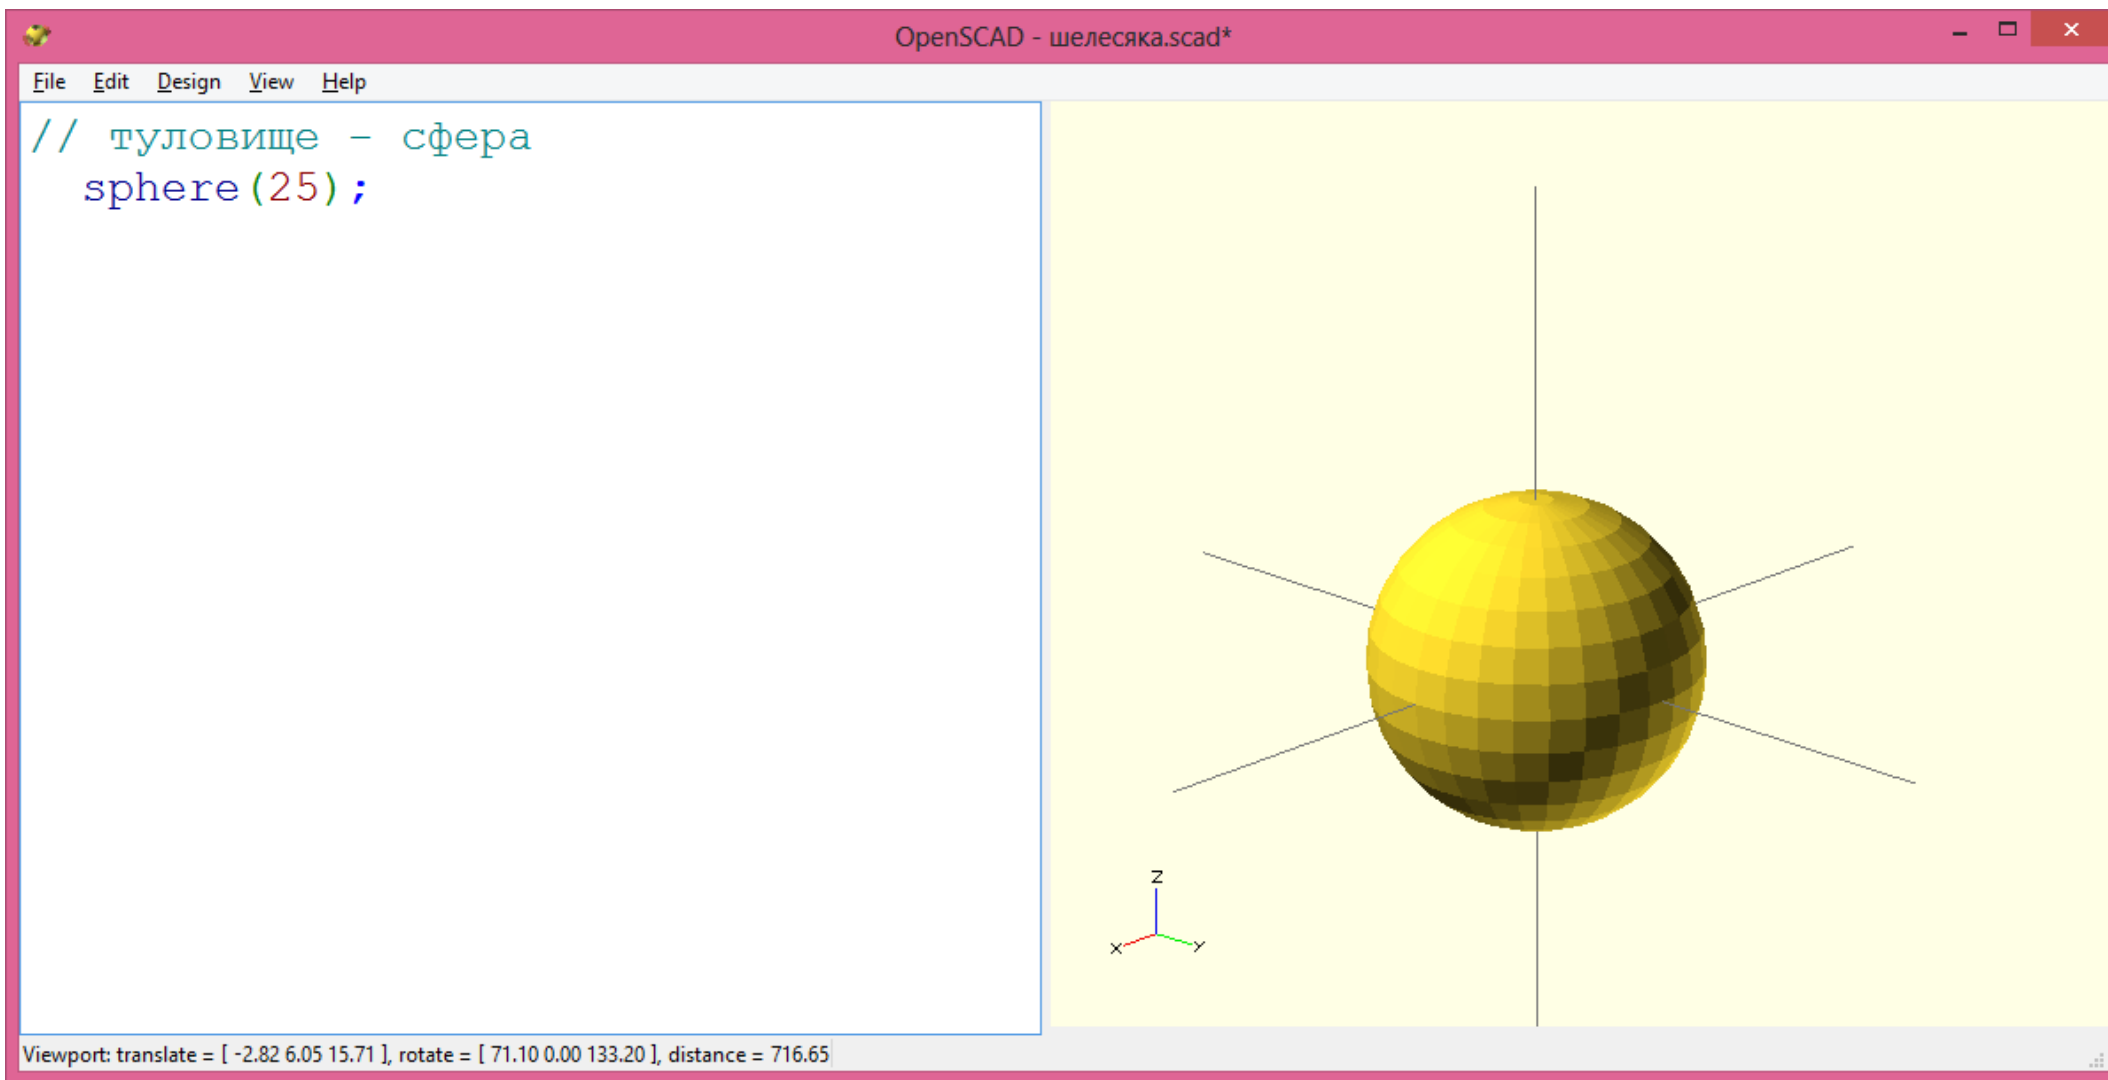 OpenSCAD - шелесяка.scad*
File Edit Design View Help
// туловище - сфера
sphere(25);
Z
X Y
Viewport: translate = [ -2.82 6.05 15.71 ], rotate = [ 71.10 0.00 133.20 ], distance = 716.65